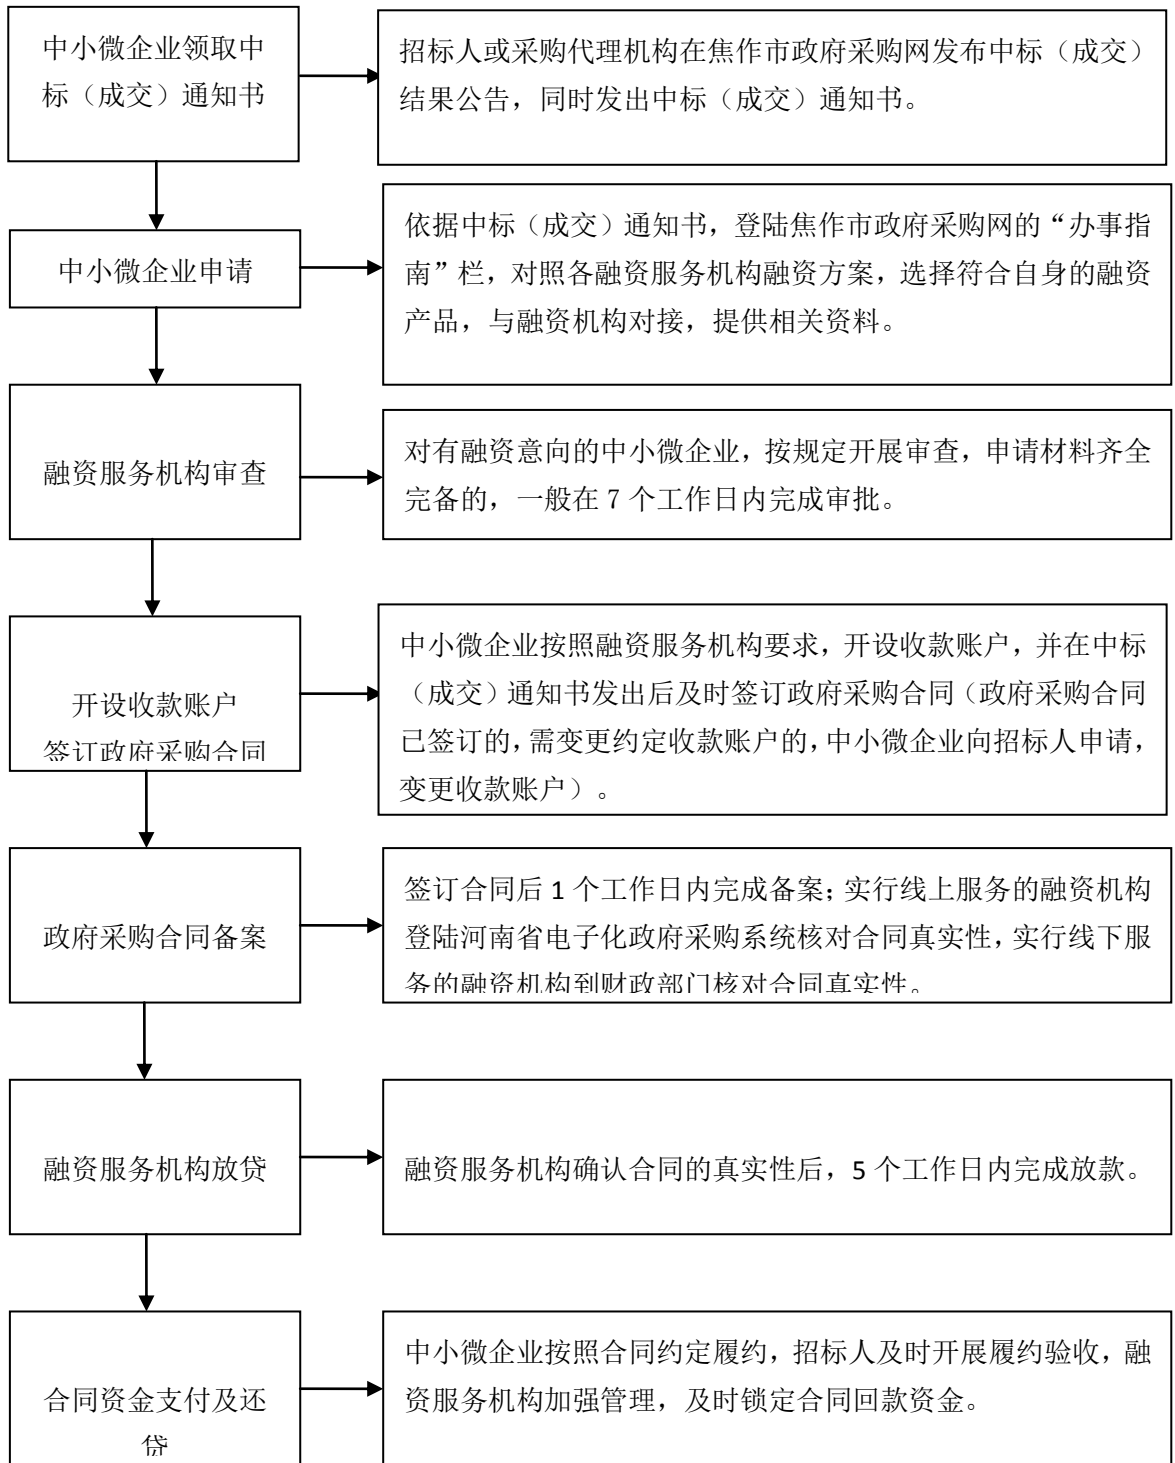 中小微企业领取中
标（成交）通知书
招标人或采购代理机构在焦作市政府采购网发布中标（成交）
结果公告，同时发出中标（成交）通知书。
中小微企业申请
依据中标（成交）通知书，登陆焦作市政府采购网的“办事指
南”栏，对照各融资服务机构融资方案，选择符合自身的融资
产品，与融资机构对接，提供相关资料。
融资服务机构审查
对有融资意向的中小微企业，按规定开展审查，申请材料齐全
完备的，一般在 7 个工作日内完成审批。
开设收款账户
签订政府采购合同
中小微企业按照融资服务机构要求，开设收款账户，并在中标
（成交）通知书发出后及时签订政府采购合同（政府采购合同
已签订的，需变更约定收款账户的，中小微企业向招标人申请，
变更收款账户）。
政府采购合同备案
签订合同后 1 个工作日内完成备案；实行线上服务的融资机构
登陆河南省电子化政府采购系统核对合同真实性，实行线下服
务的融资机构到财政部门核对合同真实性。
融资服务机构放贷
融资服务机构确认合同的真实性后，5 个工作日内完成放款。
合同资金支付及还
贷
中小微企业按照合同约定履约，招标人及时开展履约验收，融
资服务机构加强管理，及时锁定合同回款资金。